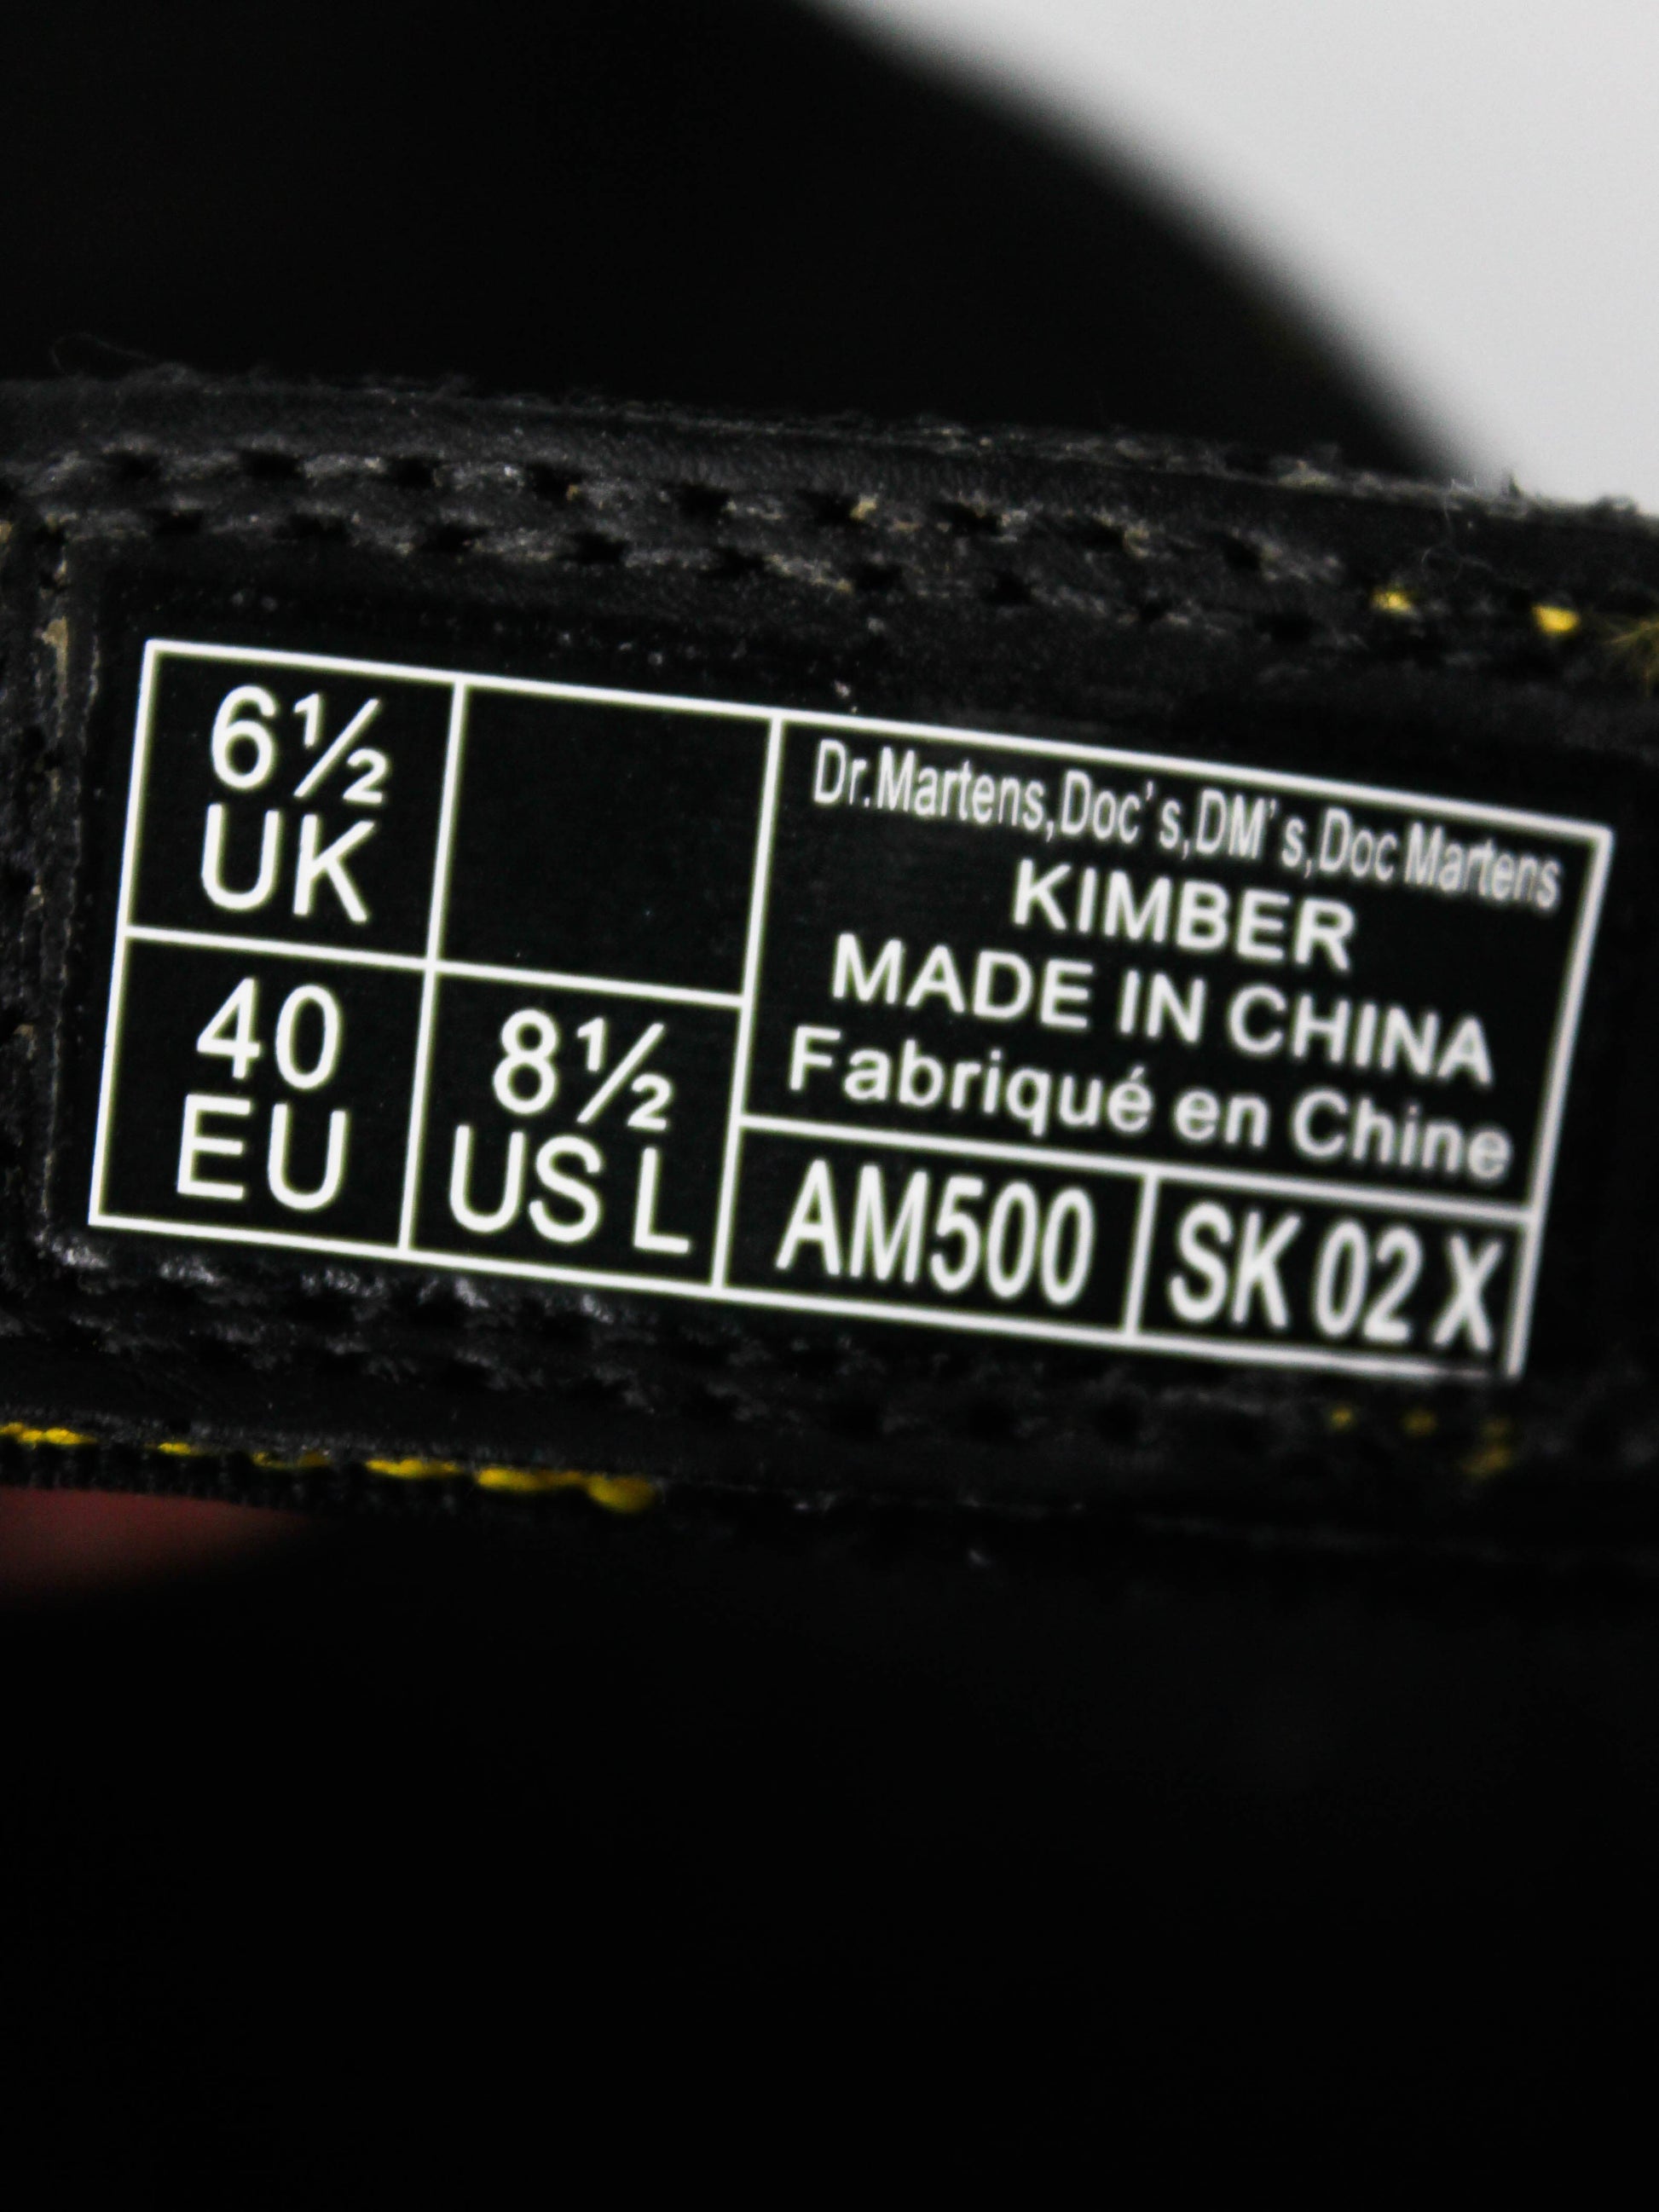 6½
UK
40
EU
8½
US L
Dr.Martens,Doc's,DM's,Doc Martens
KIMBER
MADE IN CHINA
Fabriqué en Chine
AM500
SK 02 X